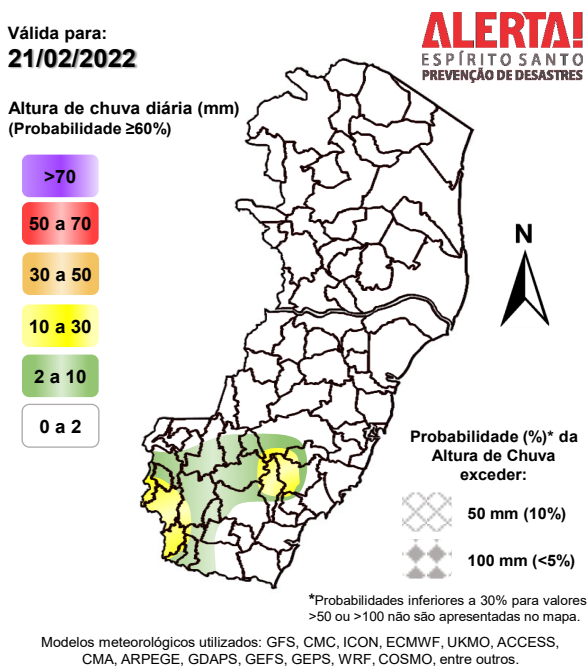 Válida para:
21/02/2022
ALERTA!
ESPÍRITO SANTO
PREVENÇÃO DE DESASTRES
Altura de chuva diária (mm)
(Probabilidade ≥60%)
>70
50 a 70
30 a 50
10 a 30
2 a 10
0 a 2
N
Probabilidade (%)* da
Altura de Chuva
exceder:
50 mm (10%)
100 mm (<5%)
*Probabilidades inferiores a 30% para valores
>50 ou >100 não são apresentadas no mapa.
Modelos meteorológicos utilizados: GFS, CMC, ICON, ECMWF, UKMO, ACCESS,
CMA, ARPEGE, GDAPS, GEFS, GEPS, WRF, COSMO, entre outros.